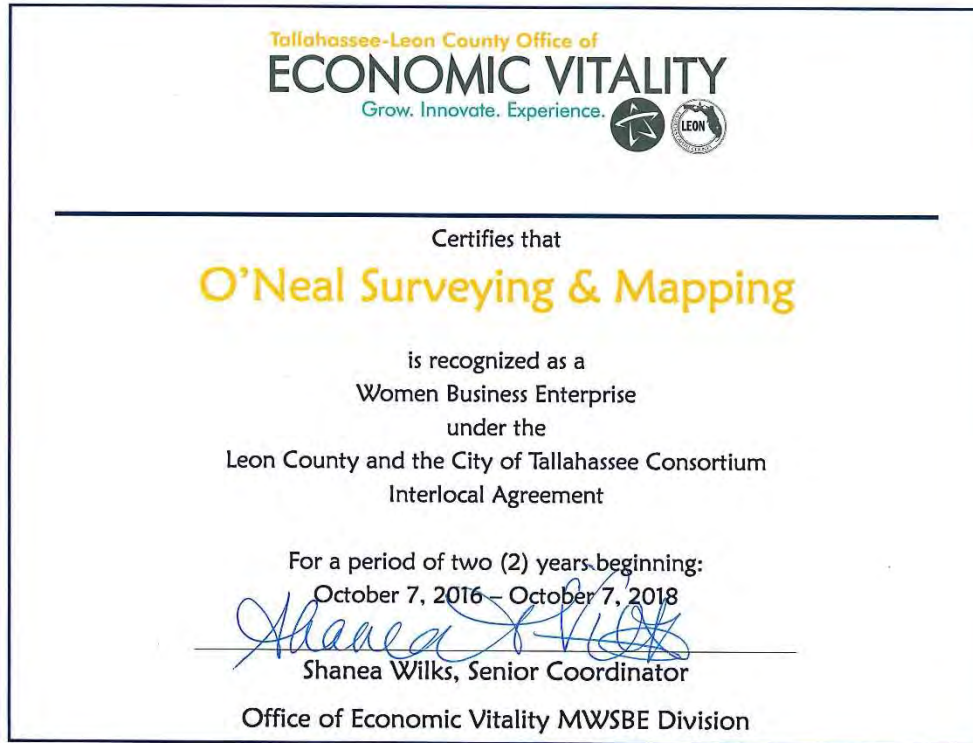 Tallahassee-Leon County Office of
ECONOMIC VITALITY
Grow. Innovate. Experience.
LEON
Certifies that
O'Neal Surveying & Mapping
is recognized as a
Women Business Enterprise
under the
Leon County and the City of Tallahassee Consortium
Interlocal Agreement
For a period of two (2) years beginning:
October 7, 2016 – October 7, 2018
Shanea Wilks, Senior Coordinator
Office of Economic Vitality MWSBE Division